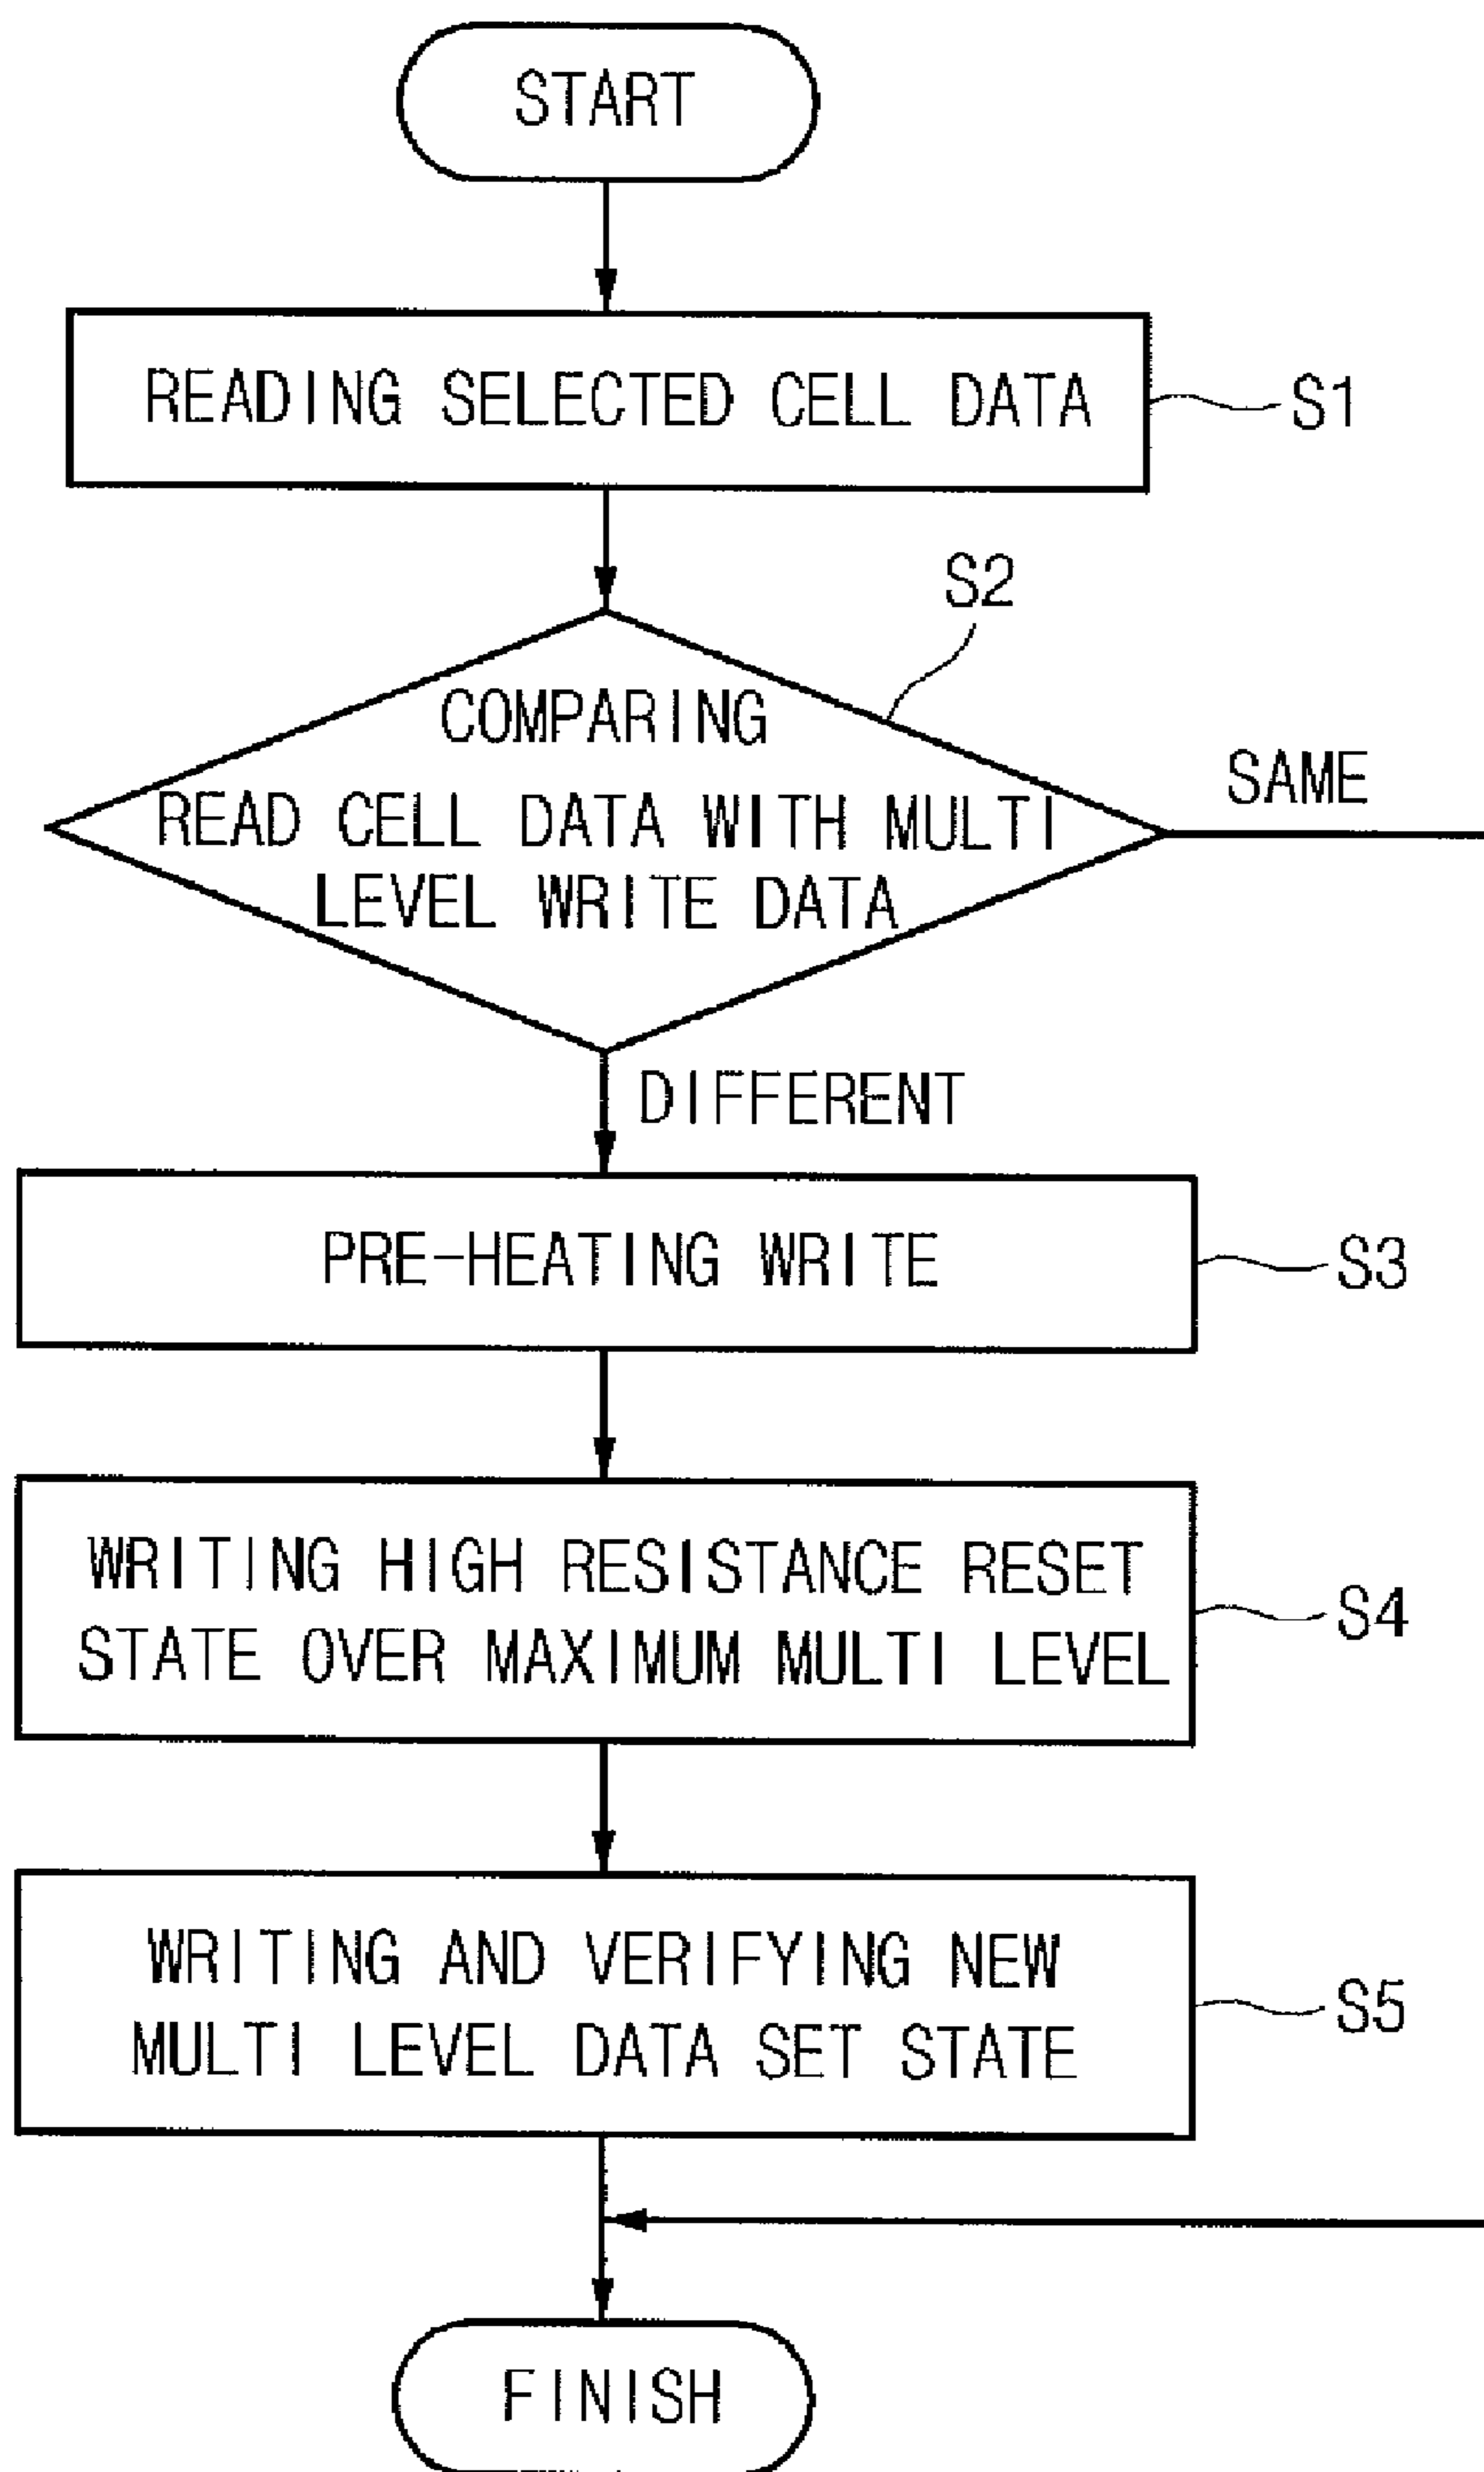 START
READING SELECTED CELL DATA
S1
S2
COMPARING
READ CELL DATA WITH MULTI
LEVEL WRITE DATA
SAME
DIFFERENT
PRE-HEATING WRITE
S3
WRITING HIGH RESISTANCE RESET
STATE OVER MAXIMUM MULTI LEVEL
S4
WRITING AND VERIFYING NEW
MULTI LEVEL DATA SET STATE
S5
FINISH